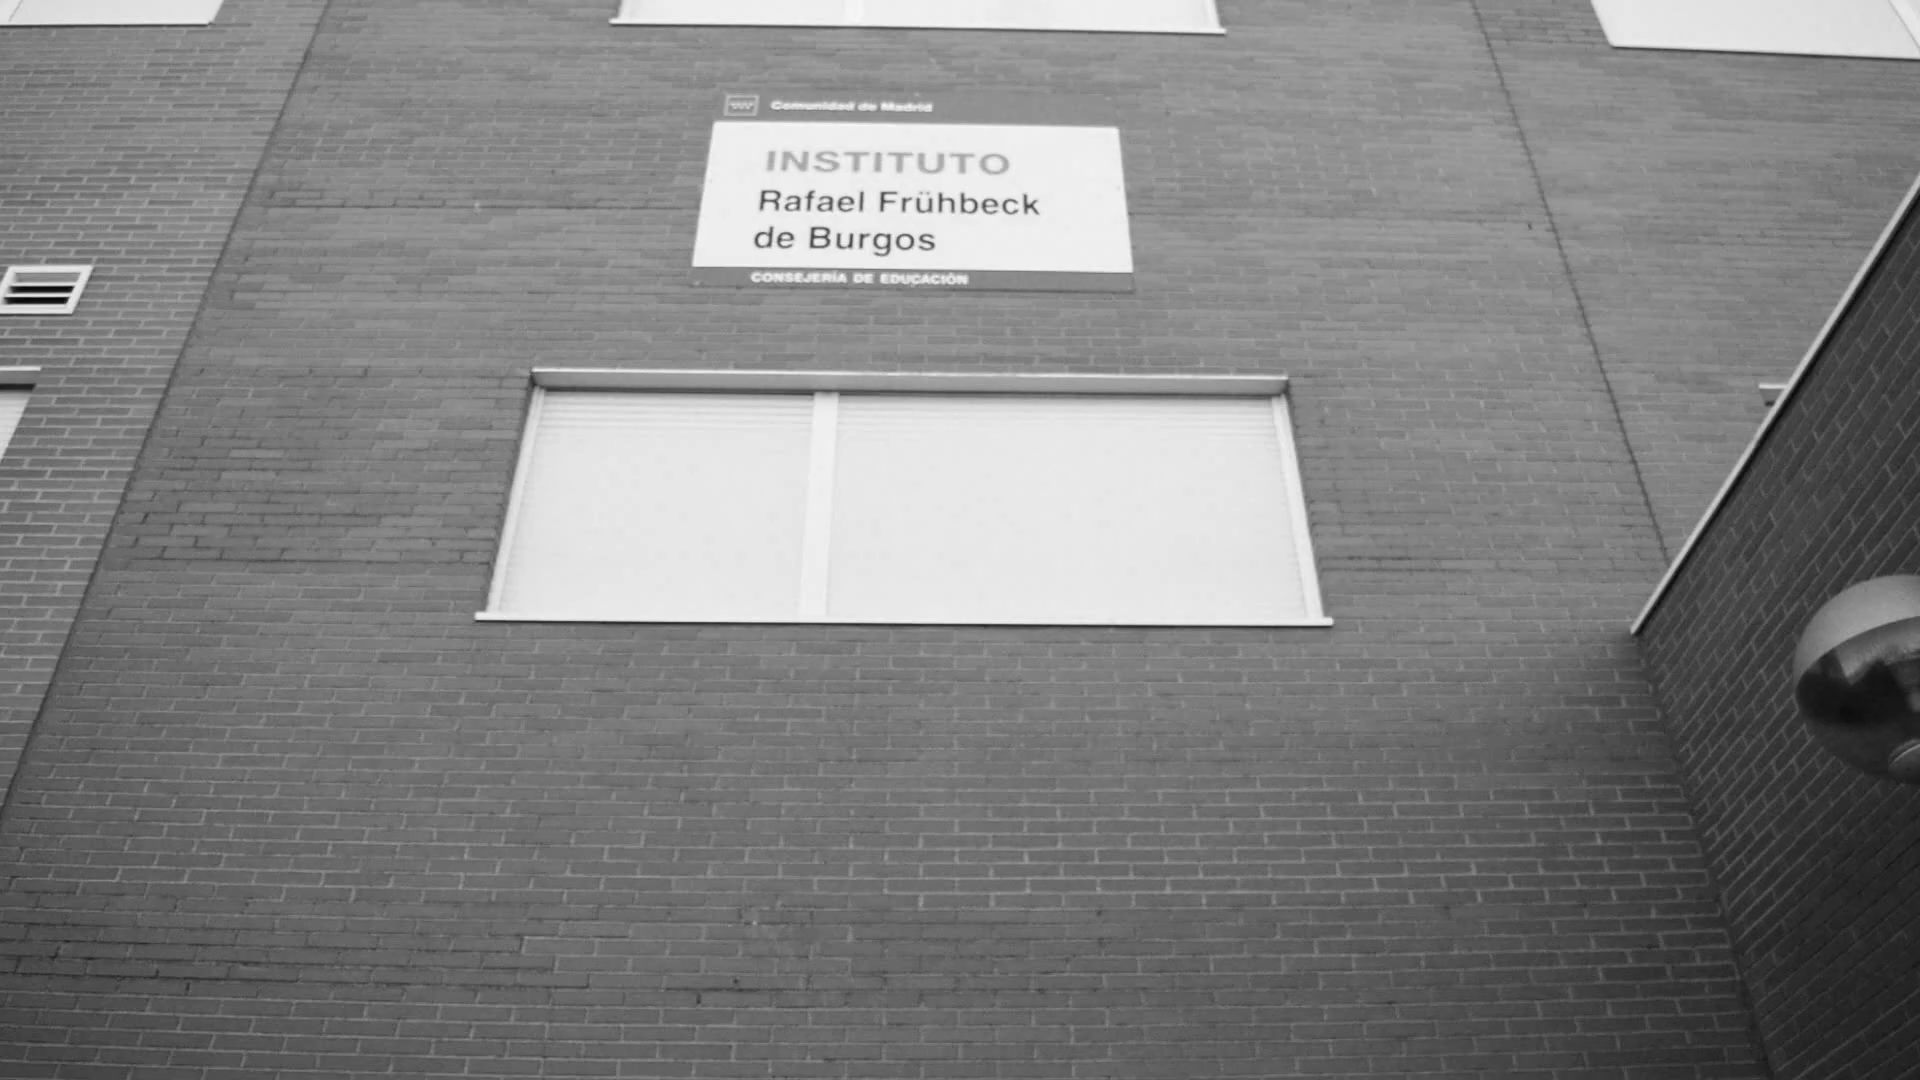 Comunidad de Madrid
INSTITUTO
Rafael Frühbeck
de Burgos
CONSEJERÍA DE EDUCACIÓN